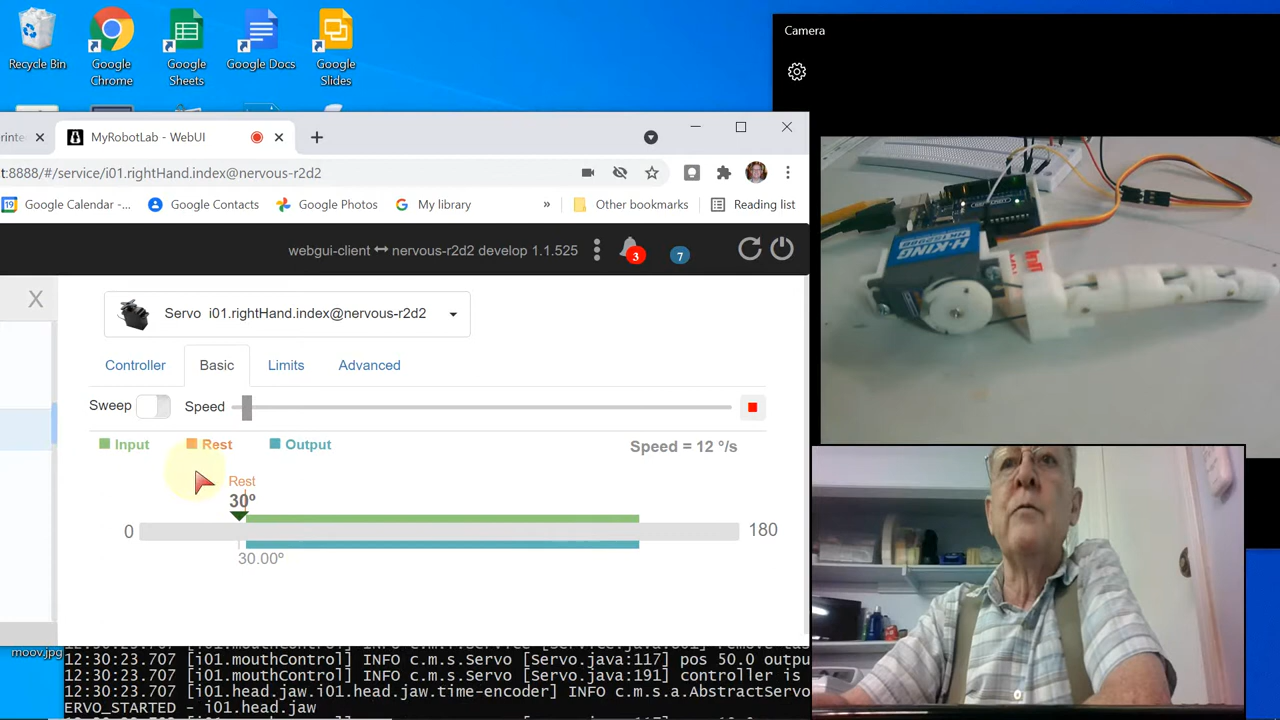 Recycle Bin
Google Chrome
Google Sheets
Google Docs
Google Slides
Camera
MyRobotLab - WebUI
t:8888/#/service/i01.rightHand.index@nervous-r2d2
Google Calendar -...
Google Contacts
Google Photos
My library
»
Other bookmarks
Reading list
webgui-client ⟷ nervous-r2d2 develop 1.1.525
3
7
X
Servo i01.rightHand.index@nervous-r2d2
Controller
Basic
Limits
Advanced
Sweep
Speed
Input
Rest
Output
Speed = 12 °/s
Rest
30º
0
180
30.00º
H-KING
moov.jpg
12:30:23.707 [i01.mouthControl] INFO c.m.s.Servo [Servo.java:117] pos 50.0 outpu
12:30:23.707 [i01.mouthControl] INFO c.m.s.Servo [Servo.java:191] controller is
12:30:23.707 [i01.head.jaw.i01.head.jaw.time-encoder] INFO c.m.s.a.AbstractServo
ERVO_STARTED - i01.head.jaw